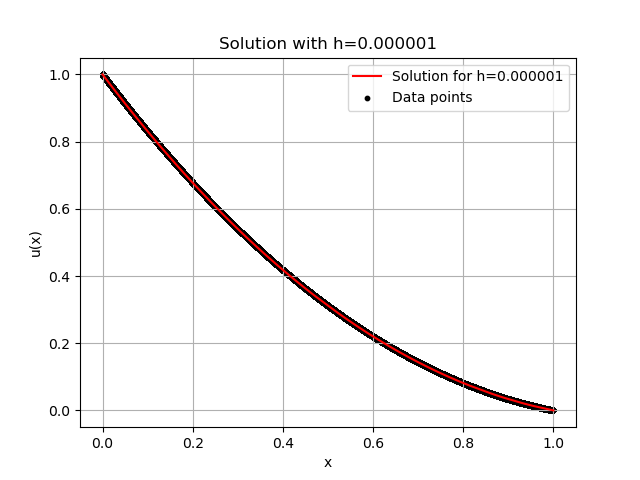 Solution with h=0.000001
Solution for h=0.000001
Data points
1.0
0.8
0.6
0.4
0.2
0.0
u(x)
0.0 0.2 0.4 0.6 0.8 1.0
x